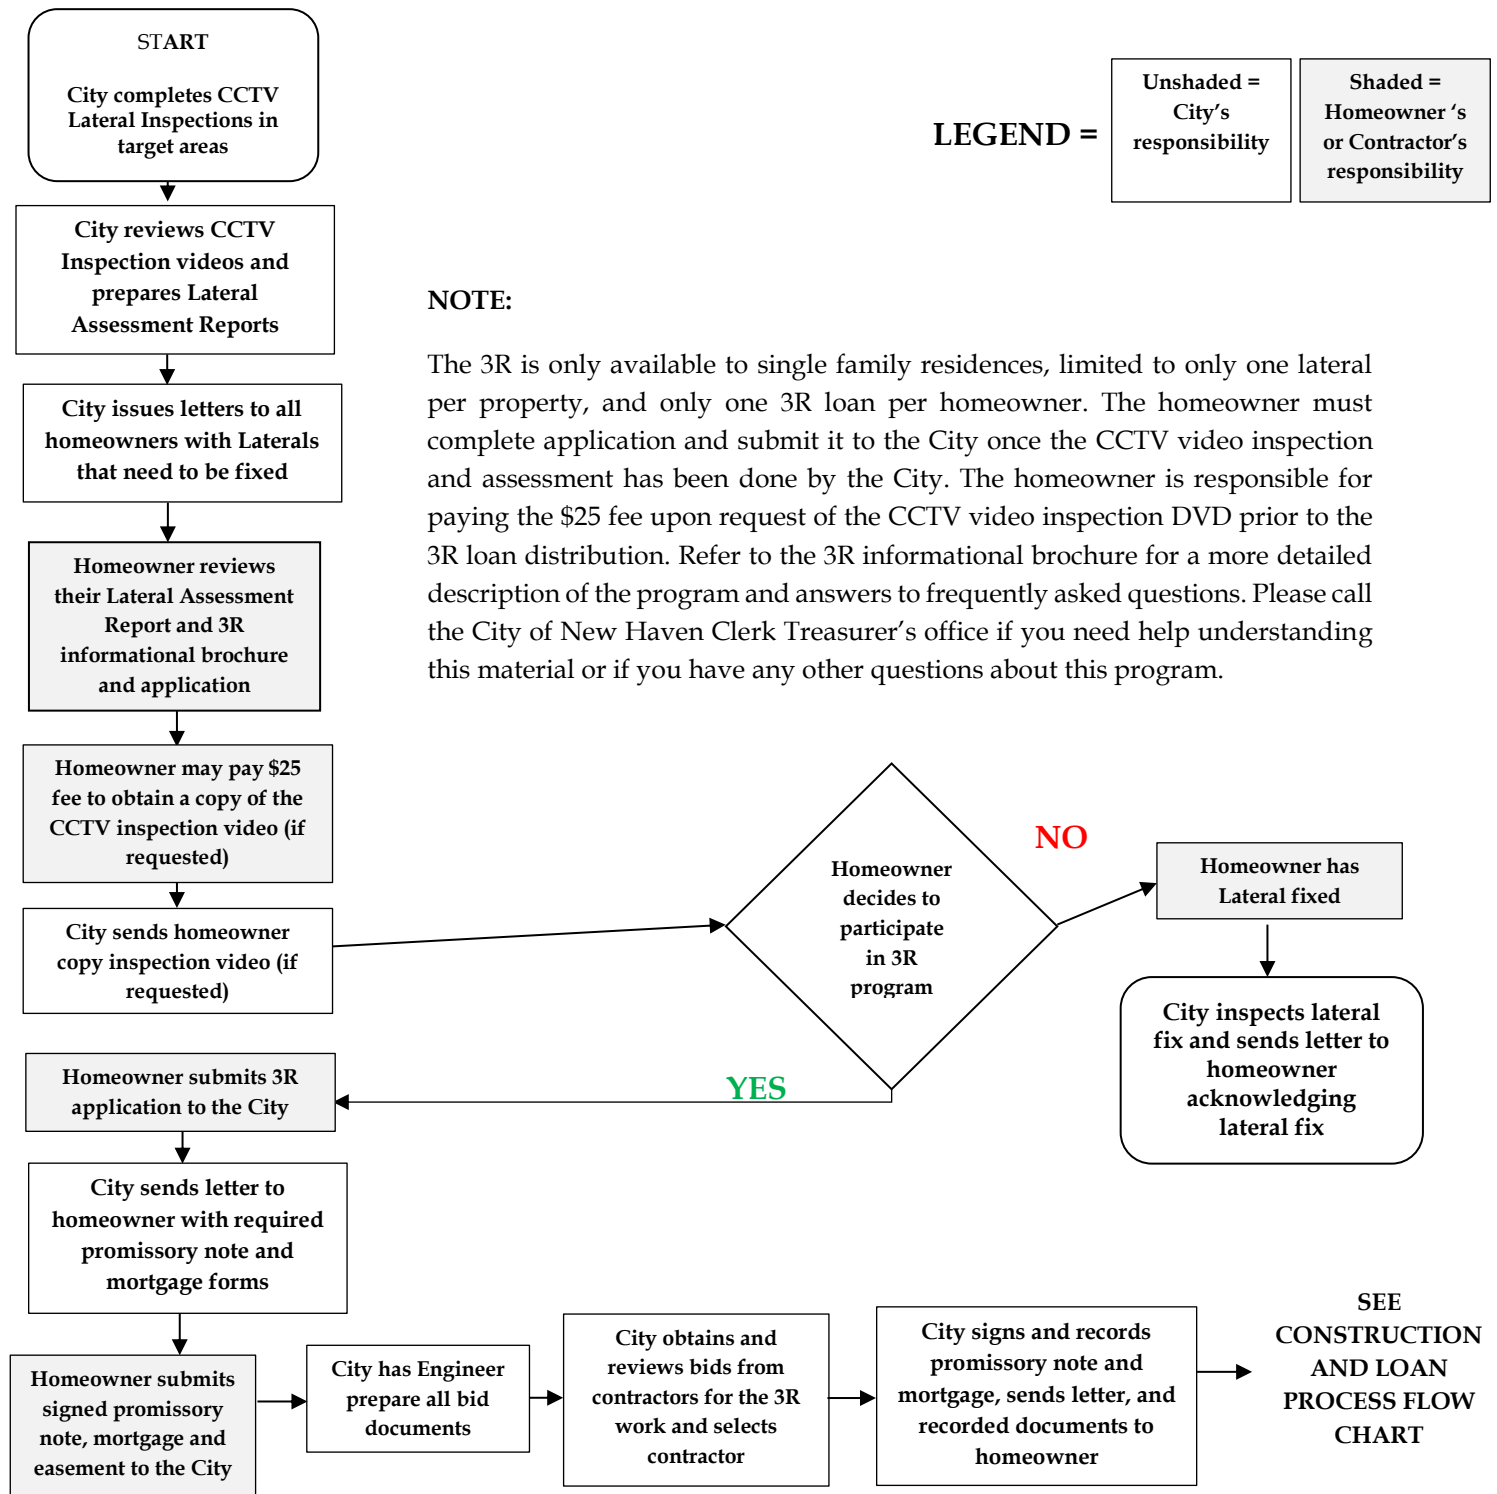 START
City completes CCTV
Lateral Inspections in
target areas
LEGEND =
Unshaded =
City's
responsibility
Shaded =
Homeowner ‘s
or Contractor’s
responsibility
City reviews CCTV
Inspection videos and
prepares Lateral
Assessment Reports
City issues letters to all
homeowners with Laterals
that need to be fixed
Homeowner reviews
their Lateral Assessment
Report and 3R
informational brochure
and application
Homeowner may pay $25
fee to obtain a copy of the
CCTV inspection video (if
requested)
City sends homeowner
copy inspection video (if
requested)
NOTE:
The 3R is only available to single family residences, limited to only one lateral
per property, and only one 3R loan per homeowner. The homeowner must
complete application and submit it to the City once the CCTV video inspection
and assessment has been done by the City. The homeowner is responsible for
paying the $25 fee upon request of the CCTV video inspection DVD prior to the
3R loan distribution. Refer to the 3R informational brochure for a more detailed
description of the program and answers to frequently asked questions. Please call
the City of New Haven Clerk Treasurer’s office if you need help understanding
this material or if you have any other questions about this program.
Homeowner
decides to
participate
in 3R
program
NO
Homeowner has
Lateral fixed
City inspects lateral
fix and sends letter to
homeowner
acknowledging
lateral fix
YES
Homeowner submits 3R
application to the City
City sends letter to
homeowner with required
promissory note and
mortgage forms
Homeowner submits
signed promissory
note, mortgage and
easement to the City
City has Engineer
prepare all bid
documents
City obtains and
reviews bids from
contractors for the 3R
work and selects
contractor
City signs and records
promissory note and
mortgage, sends letter, and
recorded documents to
homeowner
SEE
CONSTRUCTION
AND LOAN
PROCESS FLOW
CHART